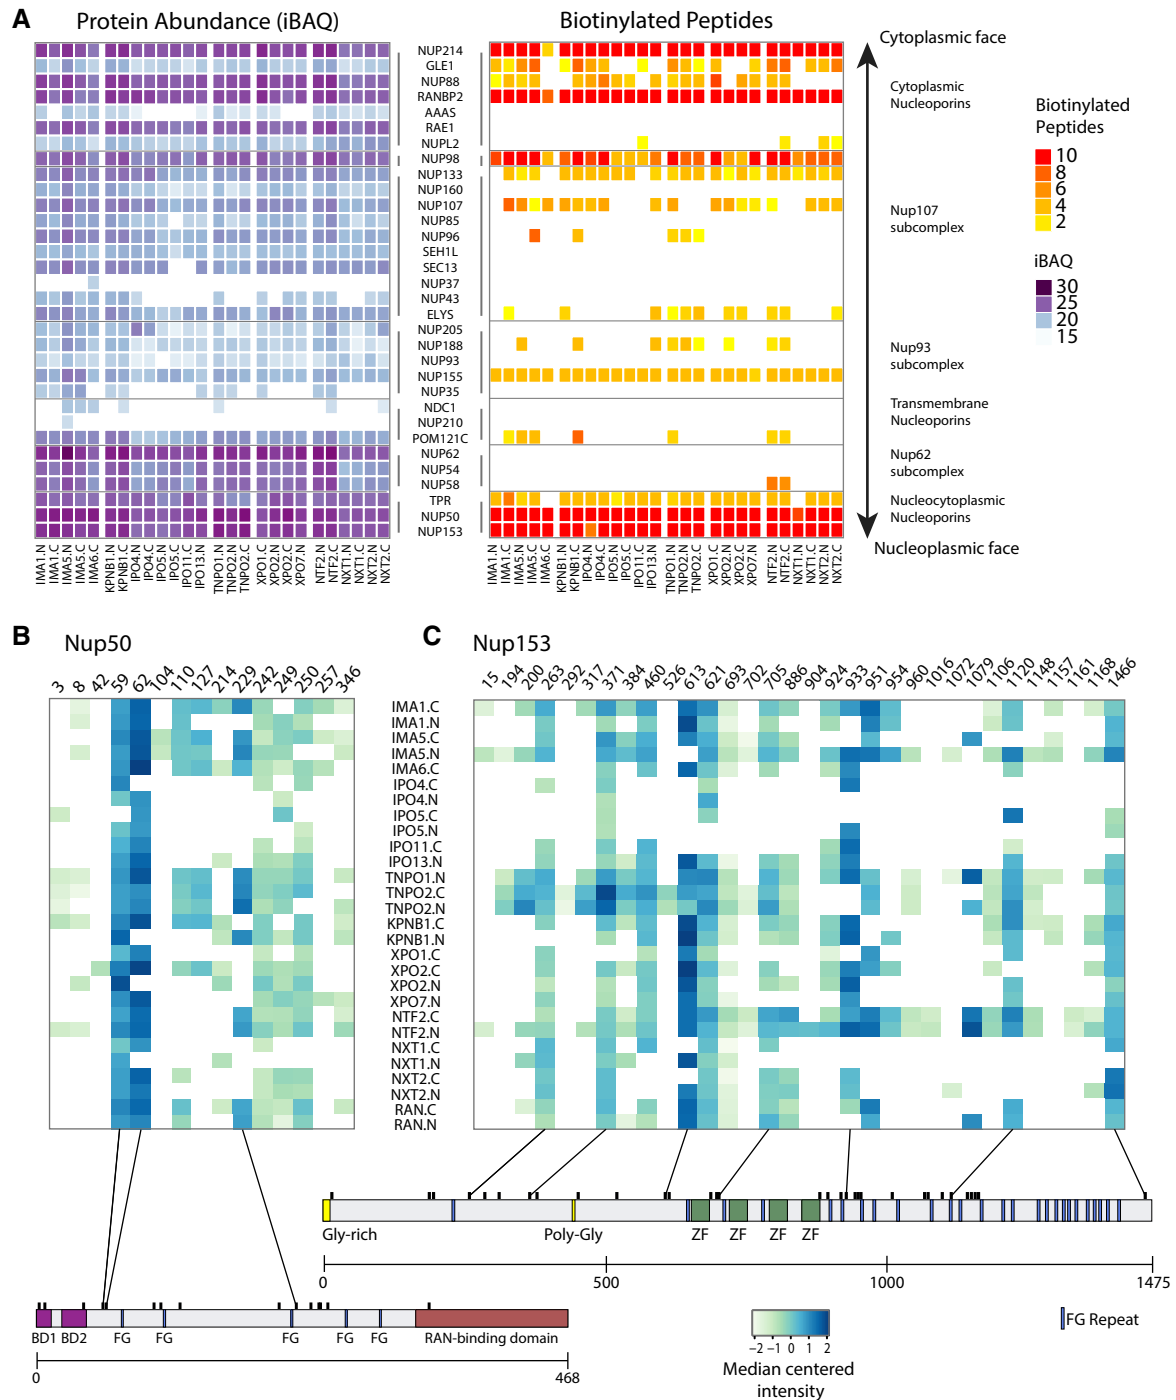 A
Protein Abundance (iBAQ)
Biotinylated Peptides
NUP214
GLE1
NUP88
RANBP2
AAAS
RAE1
NUPL2
NUP98
NUP133
NUP160
NUP107
NUP85
NUP96
SEH1L
SEC13
NUP37
NUP43
ELYS
NUP205
NUP188
NUP93
NUP155
NUP35
NDC1
NUP210
POM121C
NUP62
NUP54
NUP58
TPR
NUP50
NUP153
Cytoplasmic face
Cytoplasmic
Nucleoporins
Nup107
subcomplex
Nup93
subcomplex
Transmembrane
Nucleoporins
Nup62
subcomplex
Nucleocytoplasmic
Nucleoporins
Nucleoplasmic face
Biotinylated
Peptides
10
8
6
4
2
iBAQ
30
25
20
15
IMA1.N
IMA1.C
IMA5.N
IMA5.C
IMA6.C
KPNB1.N
KPNB1.C
IPO4.N
IPO4.C
IPO5.N
IPO5.C
IPO11.C
IPO13.N
TNPO1.N
TNPO2.N
TNPO2.C
XPO1.C
XPO2.N
XPO2.C
XPO7.N
NTF2.N
NTF2.C
NXT1.N
NXT1.C
NXT2.N
NXT2.C
IMA1.N
IMA1.C
IMA5.N
IMA5.C
IMA6.C
KPNB1.N
KPNB1.C
IPO4.N
IPO4.C
IPO5.N
IPO5.C
IPO11.C
IPO13.N
TNPO1.N
TNPO2.N
TNPO2.C
XPO1.C
XPO2.N
XPO2.C
XPO7.N
NTF2.N
NTF2.C
NXT1.N
NXT1.C
NXT2.N
NXT2.C
B
Nup50
3 8 42 59 62 104 110 127 214 229 242 249 250 257 346
C
Nup153
15 194 200 263 292 317 371 384 460 526 613 621 693 702 705 886 904 924 933 951 954 960 1016 1072 1079 1106 1120 1148 1157 1161 1168 1466
IMA1.C
IMA1.N
IMA5.C
IMA5.N
IMA6.C
IPO4.C
IPO4.N
IPO5.C
IPO5.N
IPO11.C
IPO13.N
TNPO1.N
TNPO2.C
TNPO2.N
KPNB1.C
KPNB1.N
XPO1.C
XPO2.C
XPO2.N
XPO7.N
NTF2.C
NTF2.N
NXT1.C
NXT1.N
NXT2.C
NXT2.N
RAN.C
RAN.N
Gly-rich
Poly-Gly
ZF ZF ZF ZF
0 500 1000 1475
BD1 BD2 FG FG FG FG FG RAN-binding domain
0 468
−2 −1 0 1 2
Median centered
intensity
FG Repeat